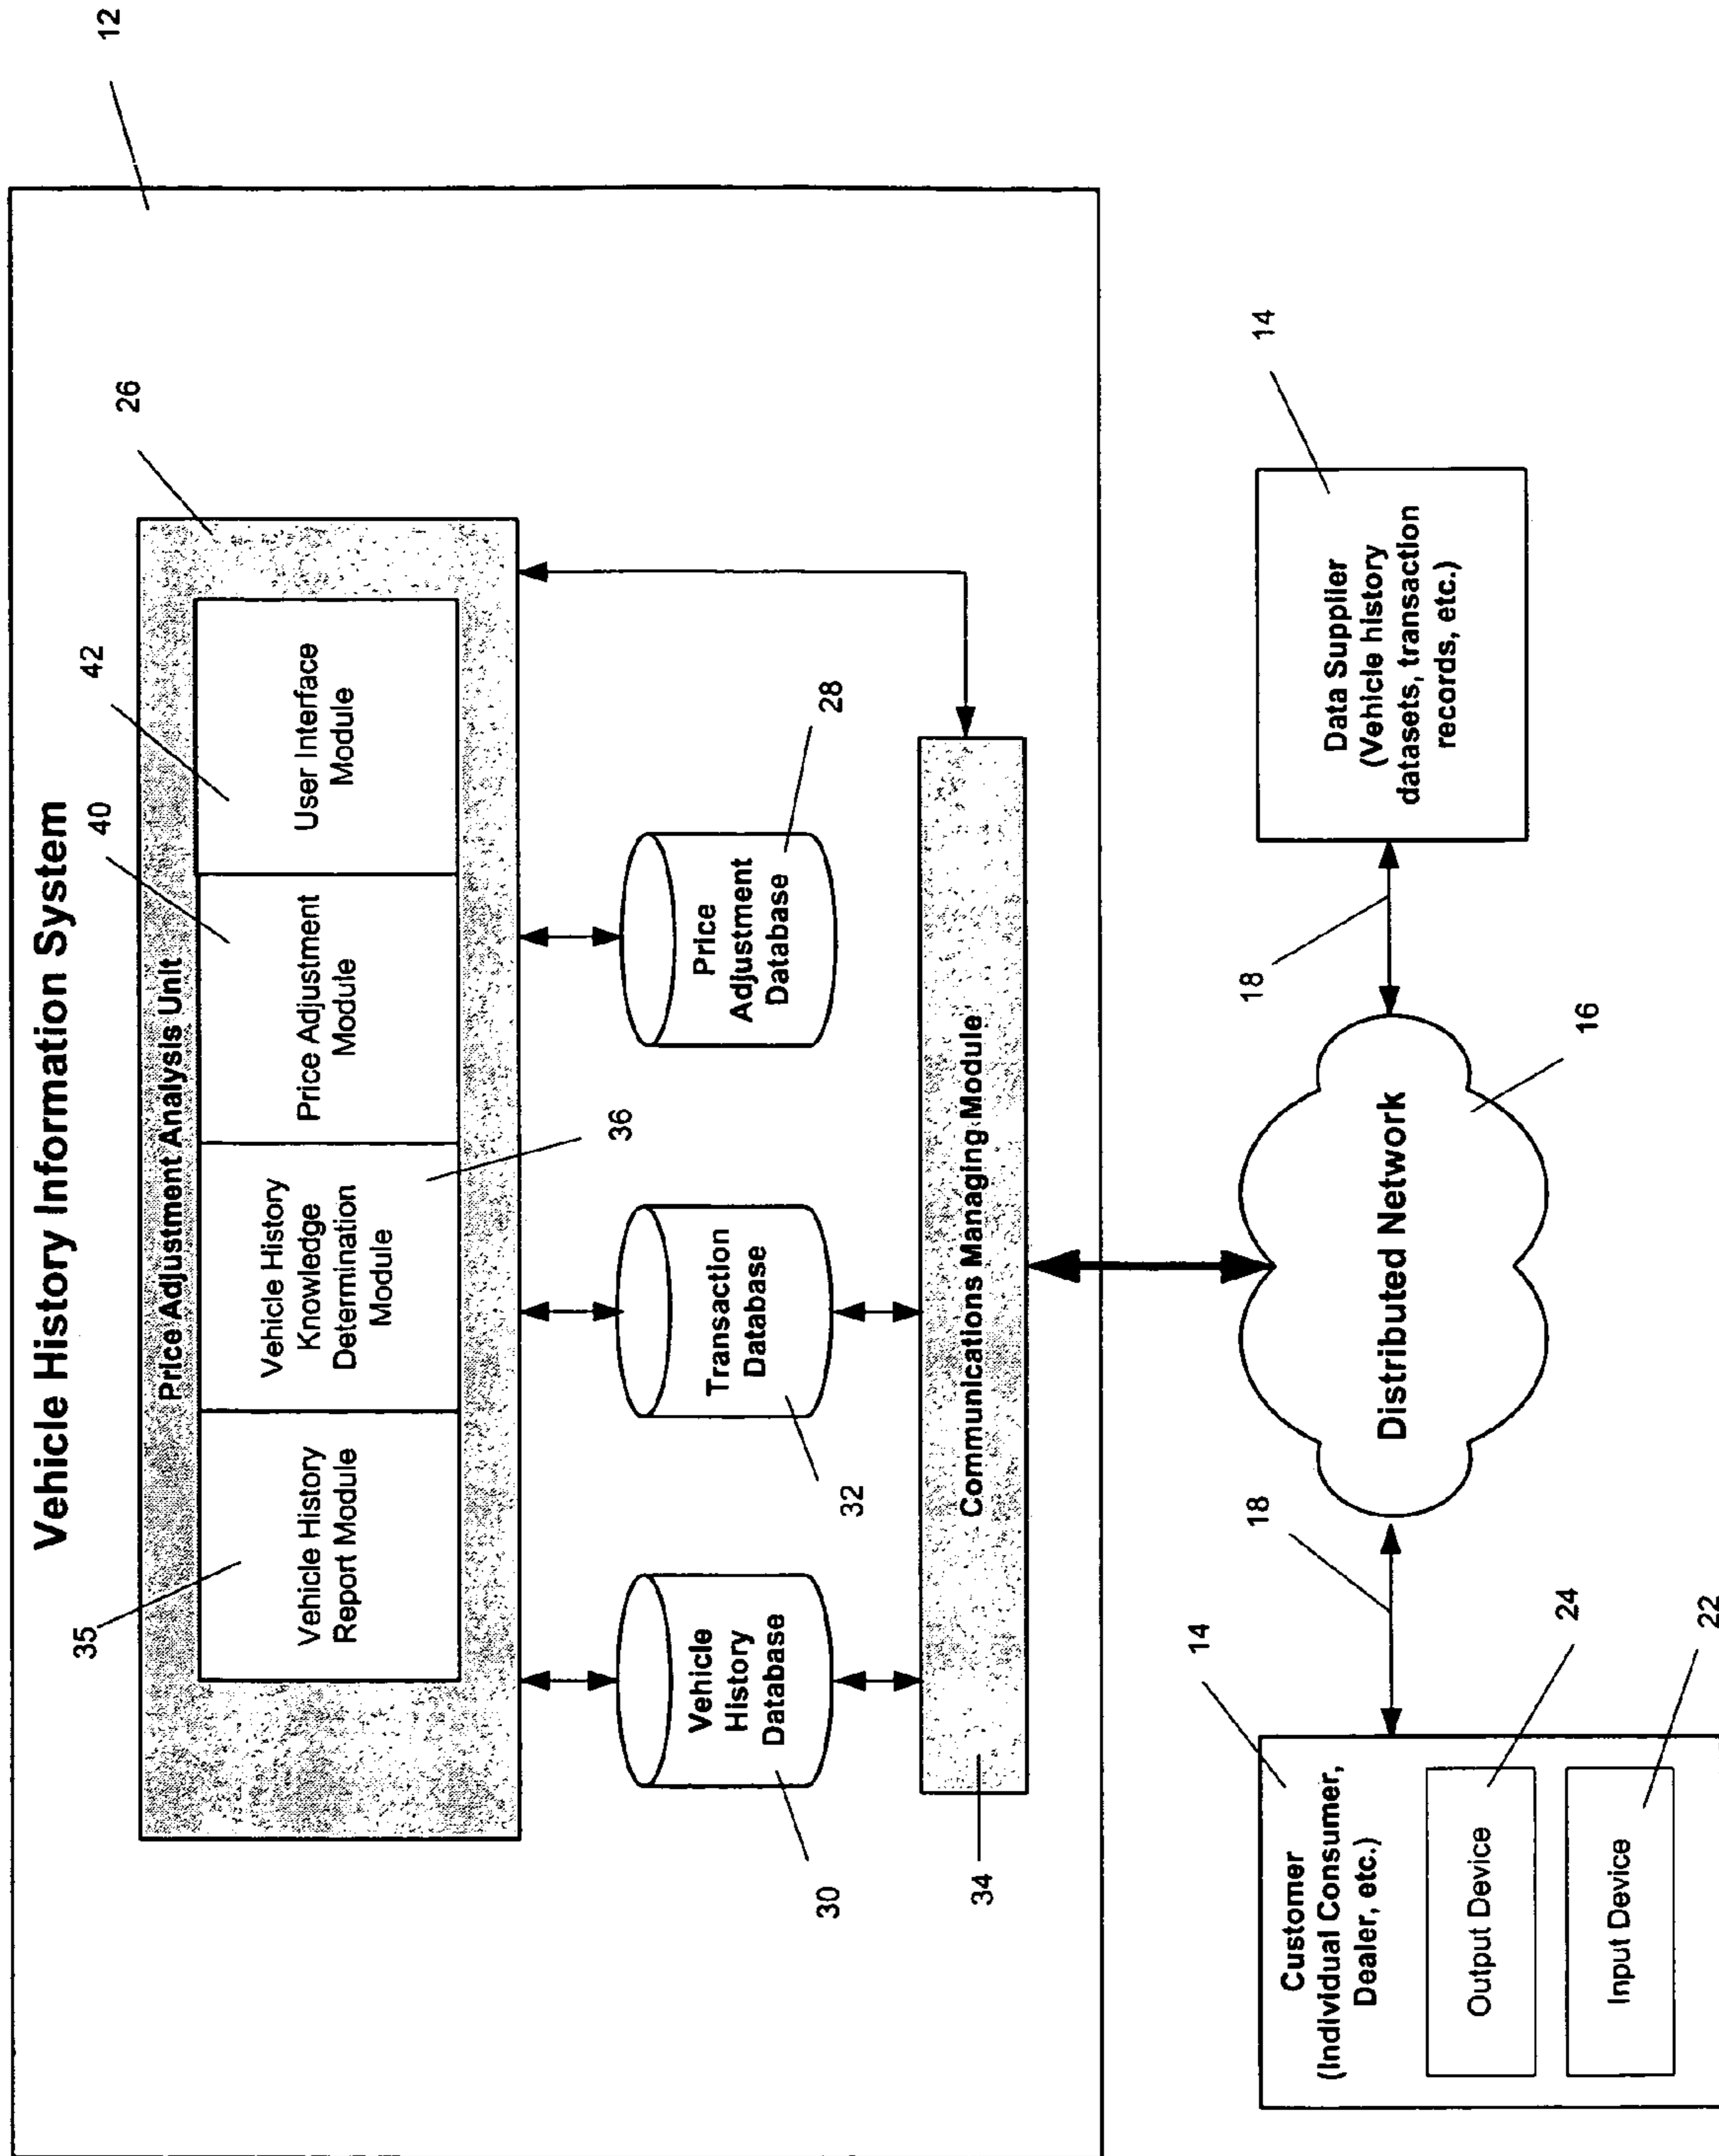 Vehicle History Information System
12
26
Price Adjustment Analysis Unit
35
40
42
Vehicle History
Report Module
Vehicle History
Knowledge
Determination
Module
Price Adjustment
Module
User Interface
Module
36
Vehicle
History
Database
30
Transaction
Database
32
Price
Adjustment
Database
28
Communications Managing Module
34
14
Customer
(Individual Consumer,
Dealer, etc.)
Output Device
24
Input Device
22
18
Distributed Network
16
18
Data Supplier
(Vehicle history
datasets, transaction
records, etc.)
14